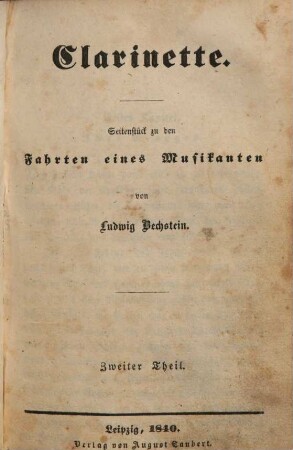 Clarinette.
Seitenstück zu den
Fahrten eines Musikanten
von
Ludwig Bechstein.
Zweiter Theil.
Leipzig, 1840.
Verlag von August Taubert.